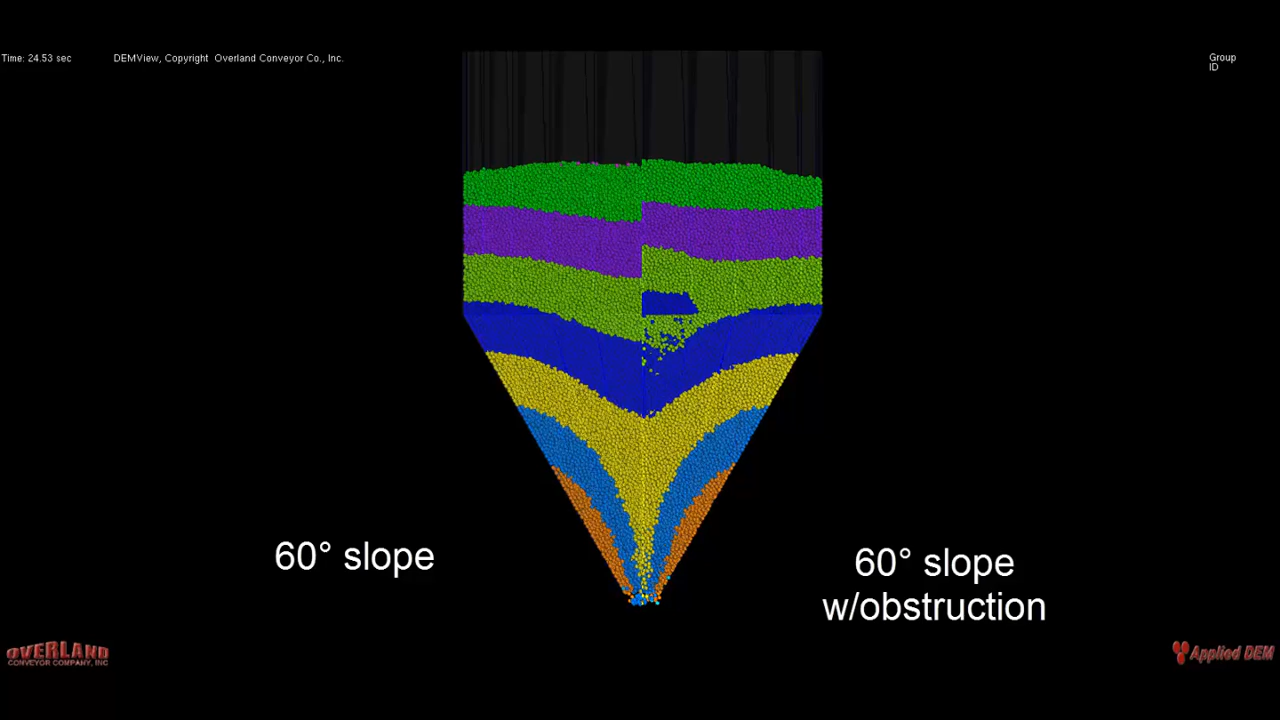 Time: 24.53 sec
DEMView, Copyright  Overland Conveyor Co., Inc.
Group
ID
60° slope
60° slope
w/obstruction
OVERLAND
CONVEYOR COMPANY, INC
Applied DEM